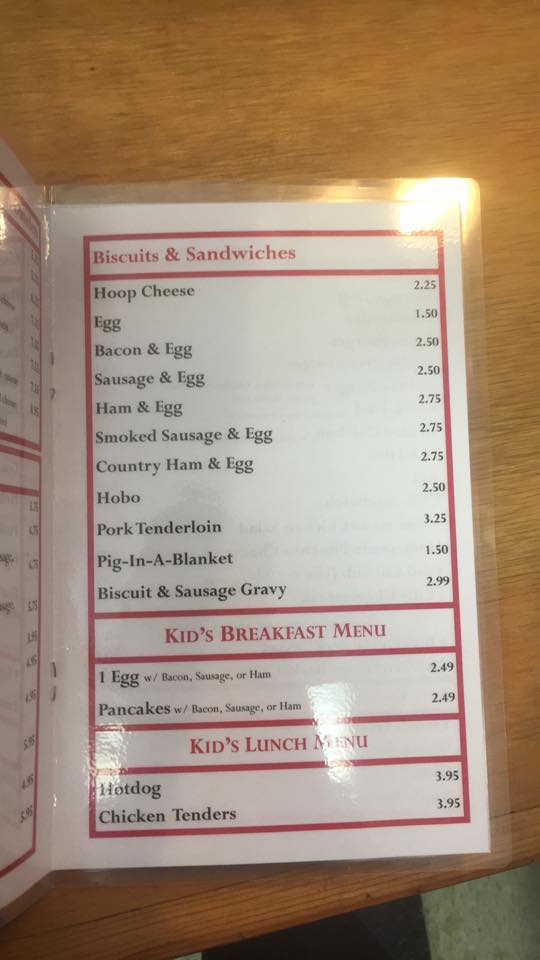 Biscuits & Sandwiches
Hoop Cheese 2.25
Egg 1.50
Bacon & Egg 2.50
Sausage & Egg 2.50
Ham & Egg 2.75
Smoked Sausage & Egg 2.75
Country Ham & Egg 2.75
Hobo 2.50
Pork Tenderloin 3.25
Pig-In-A-Blanket 1.50
Biscuit & Sausage Gravy 2.99
KID'S BREAKFAST MENU
1 Egg w/ Bacon, Sausage, or Ham 2.49
Pancakes w/ Bacon, Sausage, or Ham 2.49
KID'S LUNCH MENU
Hotdog 3.95
Chicken Tenders 3.95